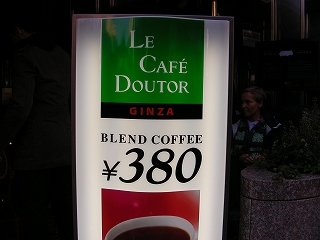 LE
CAFÉ
DOUTOR
GINZA
BLEND COFFEE
¥380